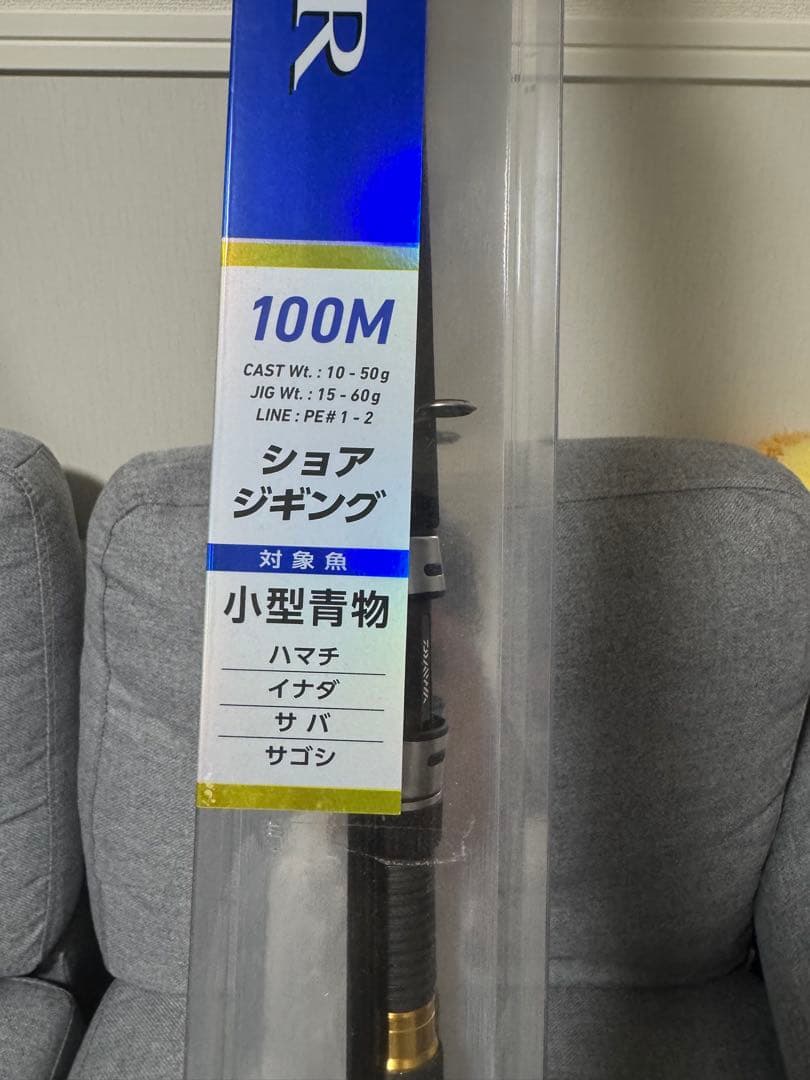 R
100M
CAST Wt. : 10 - 50g
JIG Wt. : 15 - 60g
LINE : PE# 1 - 2
ショア
ジギング
対象魚
小型青物
ハマチ
イナダ
サバ
サゴシ
DAIWA